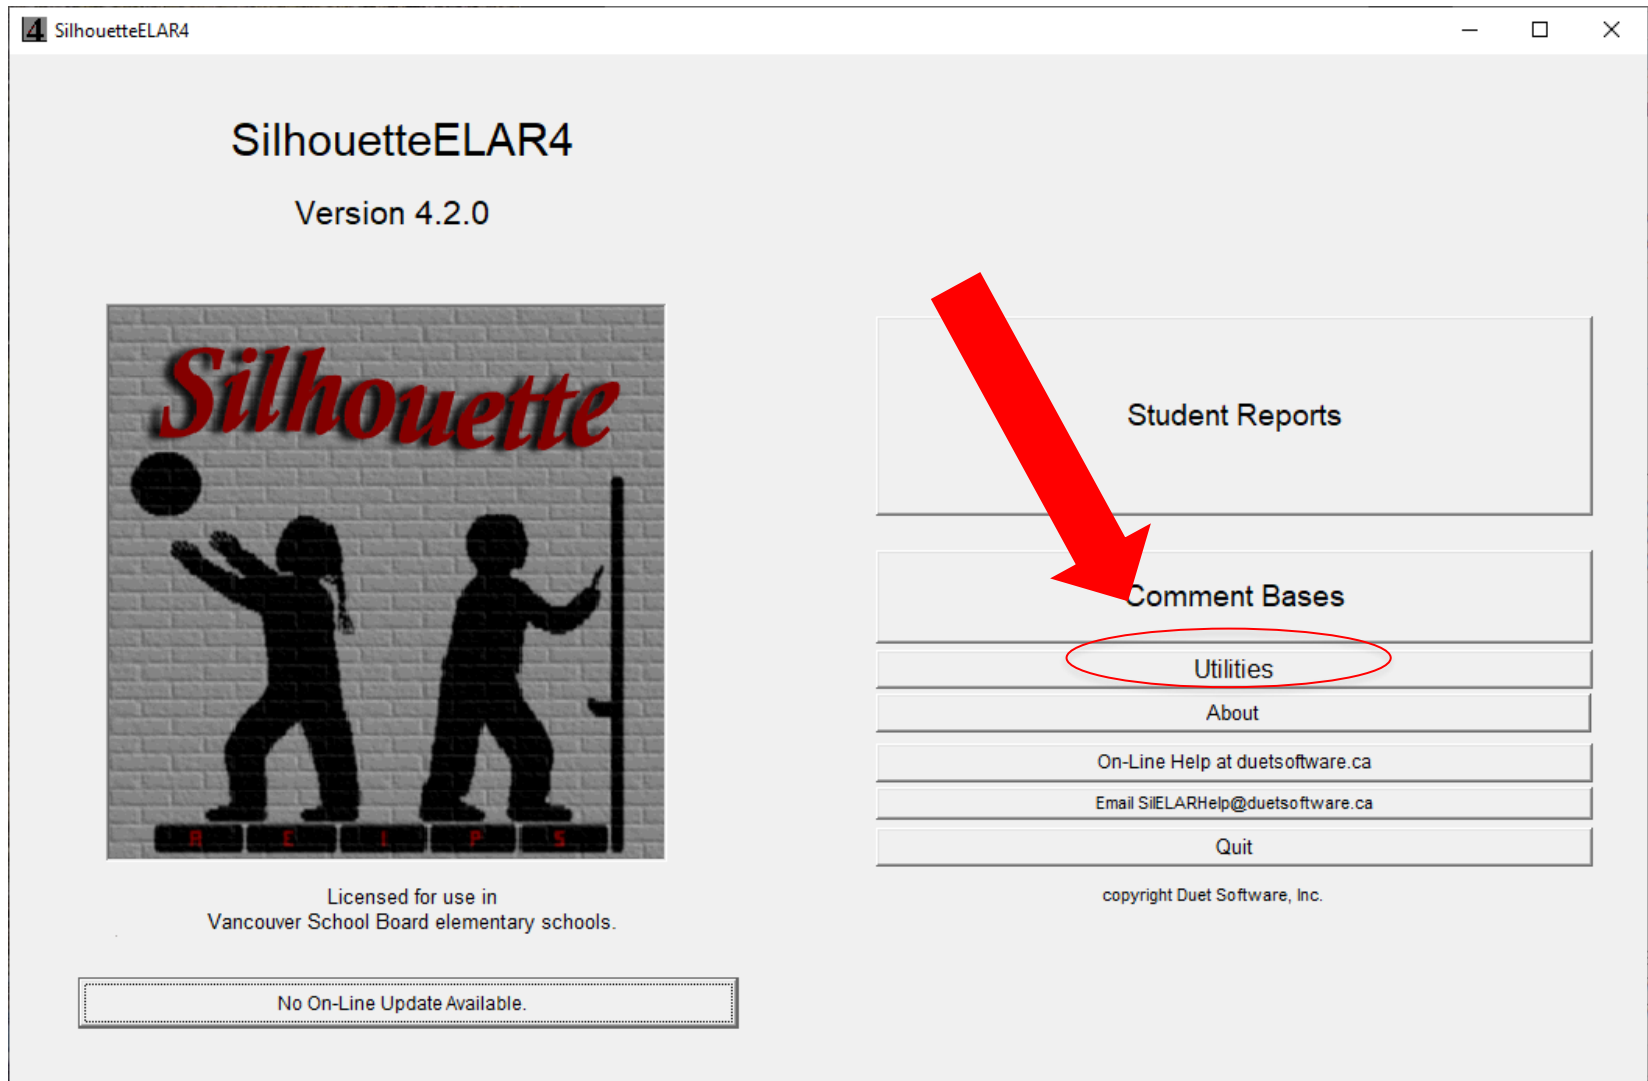 SilhouetteELAR4
SilhouetteELAR4
Version 4.2.0
Silhouette
A E I P S
Licensed for use in
Vancouver School Board elementary schools.
No On-Line Update Available.
Student Reports
Comment Bases
Utilities
About
On-Line Help at duetsoftware.ca
Email SilELARHelp@duetsoftware.ca
Quit
copyright Duet Software, Inc.